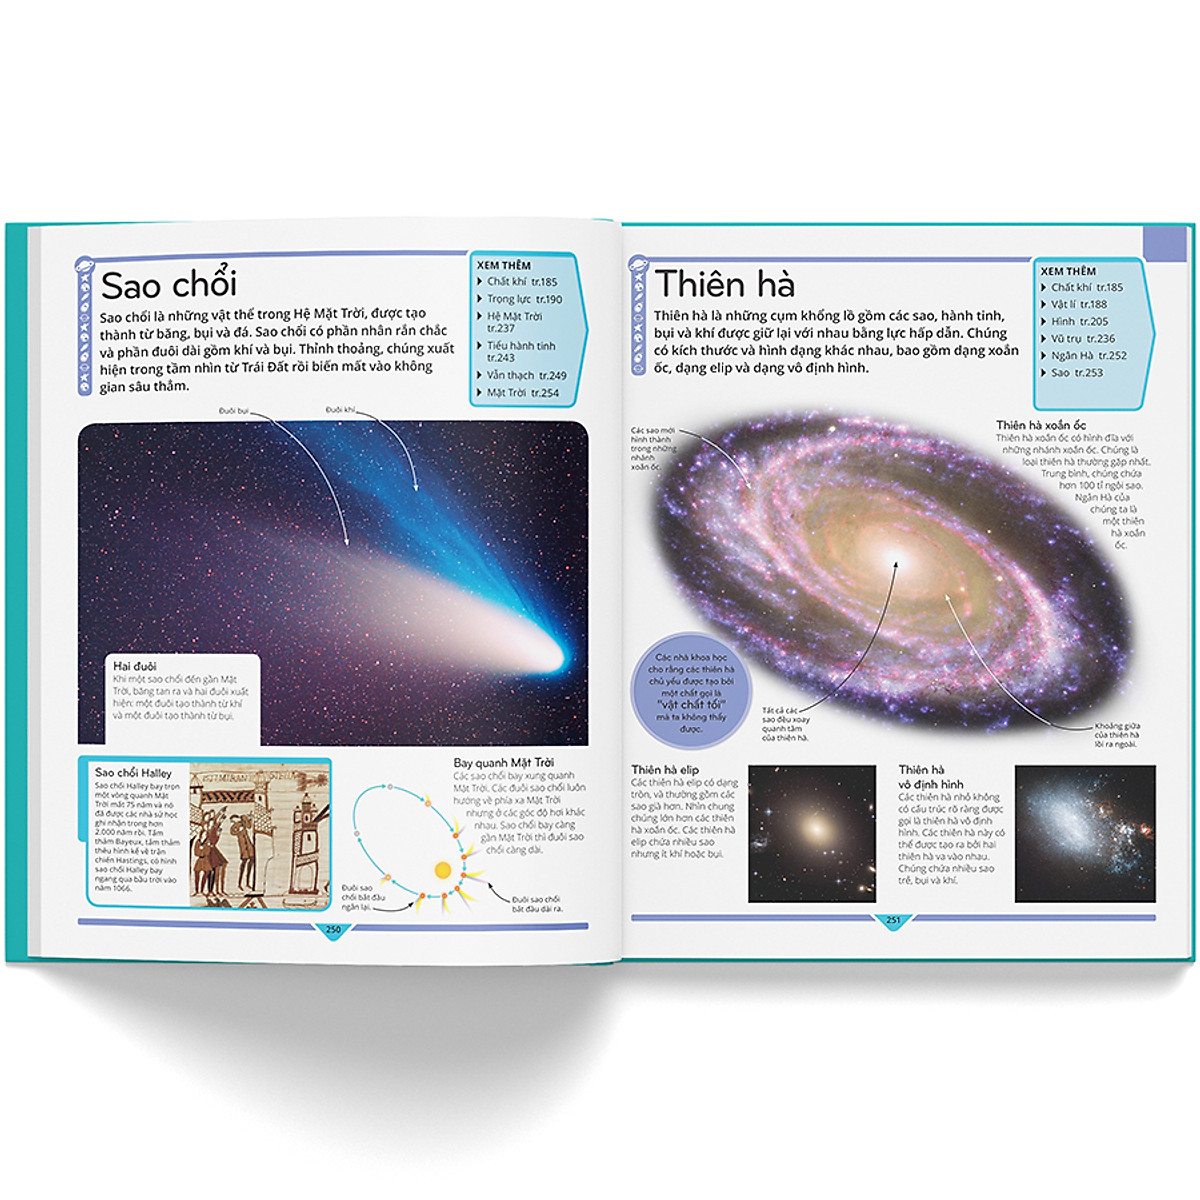 Sao chổi
Sao chổi là những vật thể trong Hệ Mặt Trời, được tạo
thành từ băng, bụi và đá. Sao chổi có phần nhân rắn chắc
và phần đuôi dài gồm khí và bụi. Thỉnh thoảng, chúng xuất
hiện trong tầm nhìn từ Trái Đất rồi biến mất vào không
gian sâu thẳm.
XEM THÊM
Chất khí tr.185
Trọng lực tr.190
Hệ Mặt Trời
tr.237
Tiểu hành tinh
tr.243
Vẫn thạch tr.249
Mặt Trời tr.254
Đuôi bụi
Đuôi khí
Hai đuôi
Khi một sao chổi đến gần Mặt
Trời, băng tan ra và hai đuôi xuất
hiện: một đuôi tạo thành từ khí
và một đuôi tạo thành từ bụi.
Sao chổi Halley
Sao chổi Halley bay trọn
một vòng quanh Mặt
Trời mất 75 năm và nó
đã được các nhà sử học
ghi nhận trong hơn
2.000 năm rồi. Tấm
thảm Bayeux, tấm thảm
thêu hình kể về trận
chiến Hastings, có hình
sao chổi Halley bay
ngang qua bầu trời vào
năm 1066.
Bay quanh Mặt Trời
Các sao chổi bay xung quanh
Mặt Trời. Các đuôi sao chổi luôn
hướng về phía xa Mặt Trời
nhưng ở các góc độ hơi khác
nhau. Sao chổi bay càng
gần Mặt Trời thì đuôi sao
chổi càng dài.
Đuôi sao
chổi bắt đầu
ngắn lại.
Đuôi sao chổi
bắt đầu dài ra.
250
Thiên hà
Thiên hà là những cụm khổng lồ gồm các sao, hành tinh,
bụi và khí được giữ lại với nhau bằng lực hấp dẫn. Chúng
có kích thước và hình dạng khác nhau, bao gồm dạng xoắn
ốc, dạng elip và dạng vô định hình.
XEM THÊM
Chất khí tr.185
Vật lí tr.188
Hình tr.205
Vũ trụ tr.236
Ngân Hà tr.252
Sao tr.253
Các sao mới
hình thành
trong những
nhánh
xoắn ốc.
Thiên hà xoắn ốc
Thiên hà xoắn ốc có hình đĩa với
những nhánh xoắn ốc. Chúng là
loại thiên hà thường gặp nhất.
Trung bình, chúng chứa
hơn 100 tỉ ngôi sao.
Ngân Hà của
chúng ta là
một thiên
hà xoắn
ốc.
Các nhà khoa học
cho rằng các thiên hà
chủ yếu được tạo bởi
một chất gọi là
"vật chất tối"
mà ta không thấy
được.
Tất cả các
sao đều xoay
quanh tâm
của thiên hà.
Khoảng giữa
của thiên hà
lồi ra ngoài.
Thiên hà elip
Các thiên hà elip có dạng
tròn, và thường gồm các
sao già hơn. Nhìn chung
chúng lớn hơn các thiên
hà xoắn ốc. Các thiên hà
elip chứa nhiều sao
nhưng ít khí hoặc bụi.
Thiên hà
vô định hình
Các thiên hà nhỏ không
có cấu trúc rõ ràng được
gọi là thiên hà vô định
hình. Các thiên hà này có
thể được tạo ra bởi hai
thiên hà va vào nhau.
Chúng chứa nhiều sao
trẻ, bụi và khí.
251